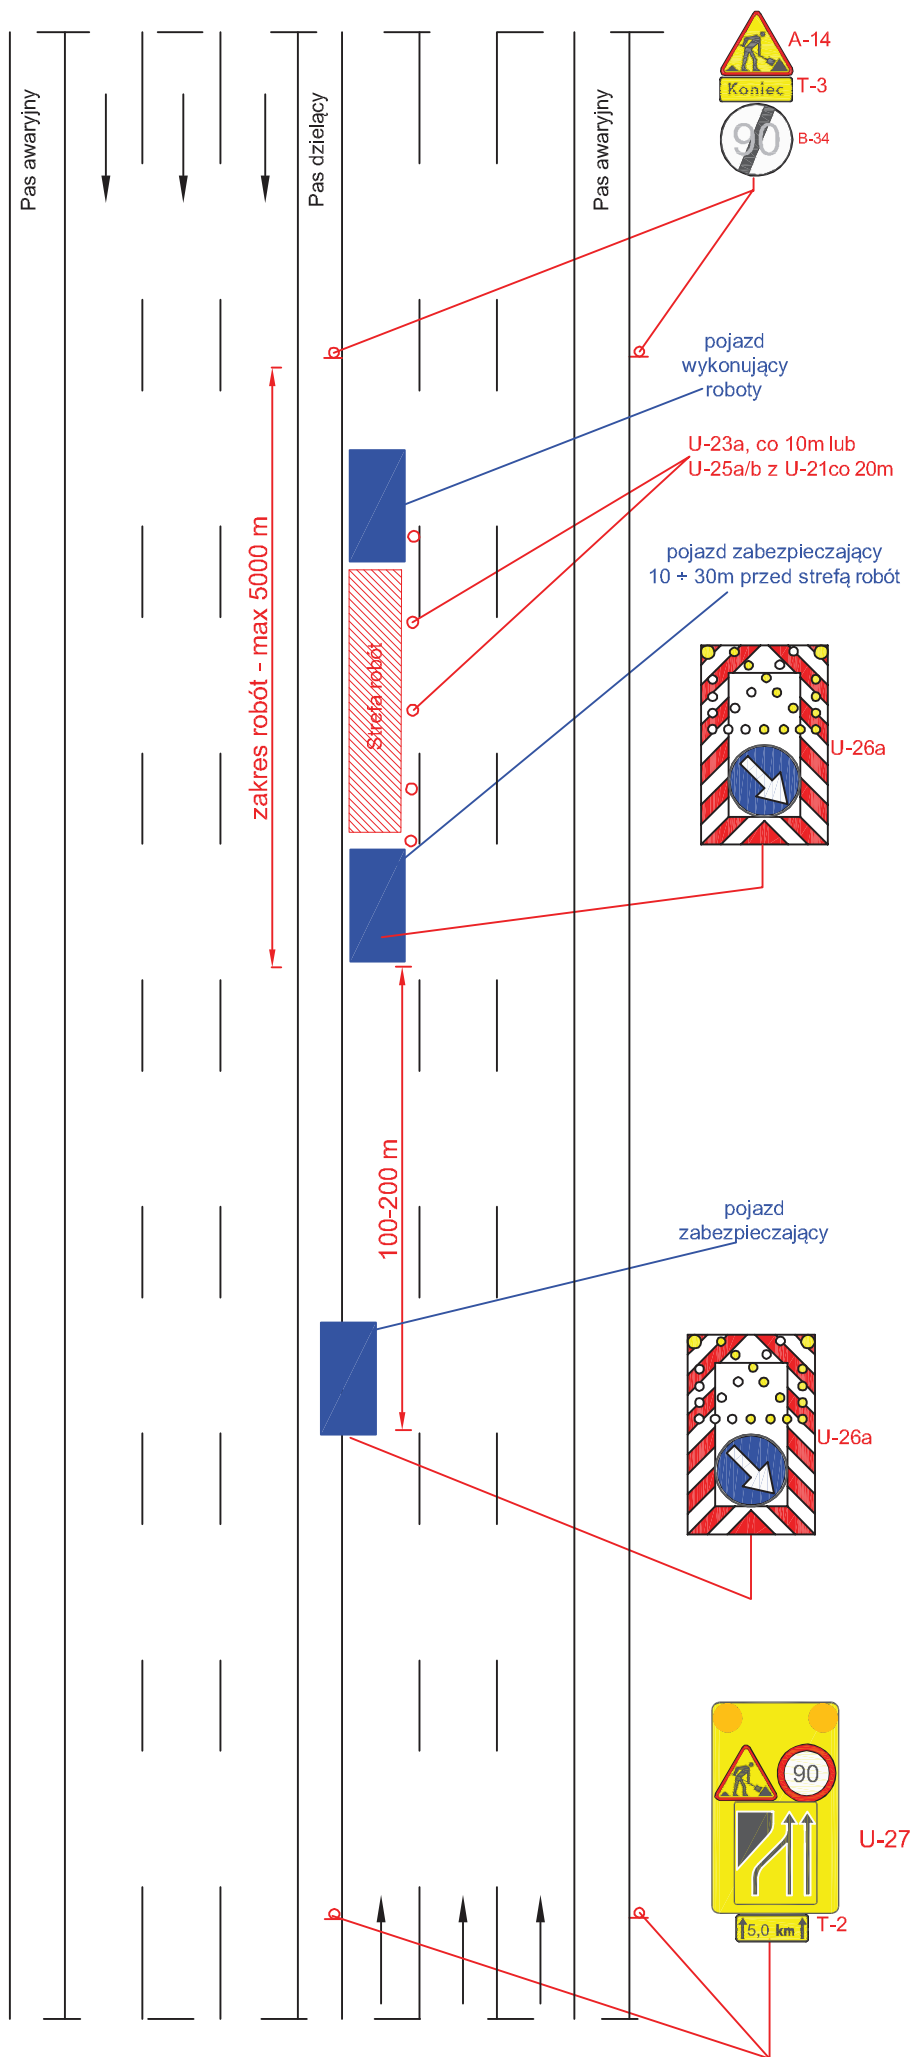 Pas awaryjny
Pas dzielący
Pas awaryjny
A-14
Koniec
T-3
90
B-34
pojazd
wykonujący
roboty
U-23a, co 10m lub
U-25a/b z U-21co 20m
pojazd zabezpieczający
10 ÷ 30m przed strefą robót
zakres robót - max 5000 m
Strefa robót
U-26a
100-200 m
pojazd
zabezpieczający
U-26a
90
U-27
5,0 km
T-2